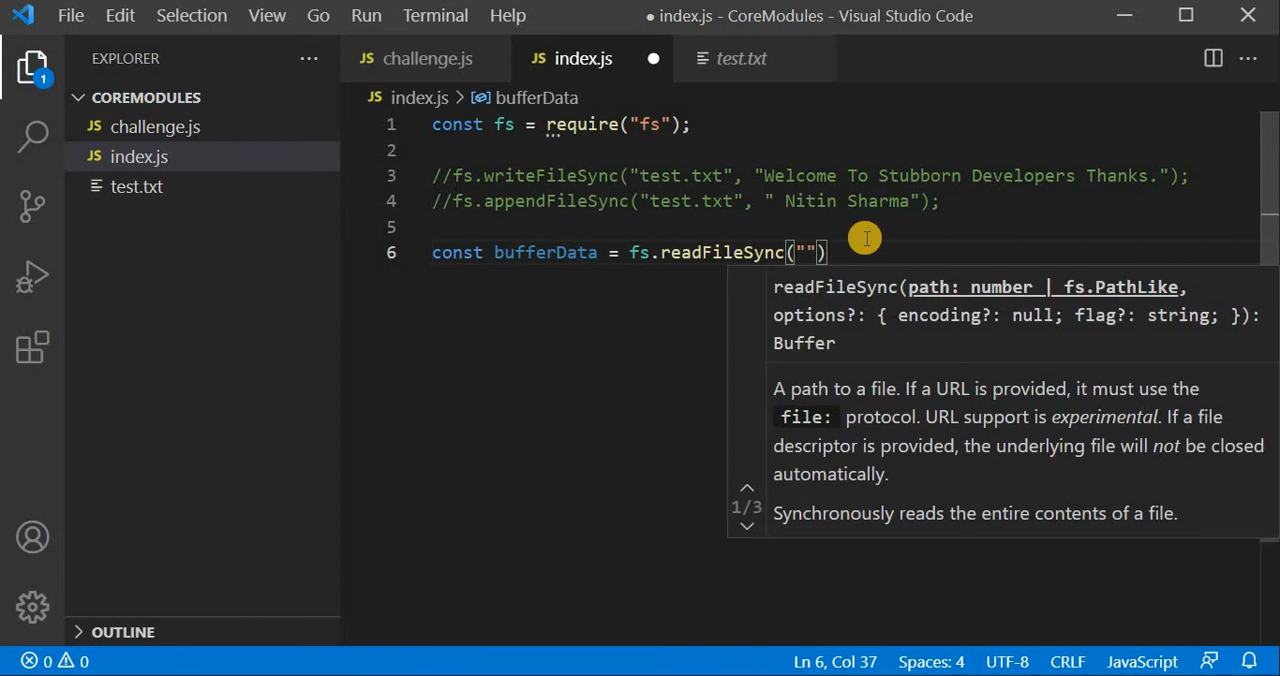 File Edit Selection View Go Run Terminal Help ● index.js - CoreModules - Visual Studio Code
EXPLORER ···
JS challenge.js JS index.js ● test.txt ···
COREMODULES
JS challenge.js
JS index.js
test.txt
1
JS index.js > bufferData
1 const fs = require("fs");
2
3 //fs.writeFileSync("test.txt", "Welcome To Stubborn Developers Thanks.");
4 //fs.appendFileSync("test.txt", " Nitin Sharma");
5
6 const bufferData = fs.readFileSync("")
readFileSync(path: number | fs.PathLike,
options?: { encoding?: null; flag?: string; }):
Buffer
A path to a file. If a URL is provided, it must use the
file: protocol. URL support is experimental. If a file
descriptor is provided, the underlying file will not be closed
automatically.
1/3
Synchronously reads the entire contents of a file.
OUTLINE
0 0 Ln 6, Col 37 Spaces: 4 UTF-8 CRLF JavaScript